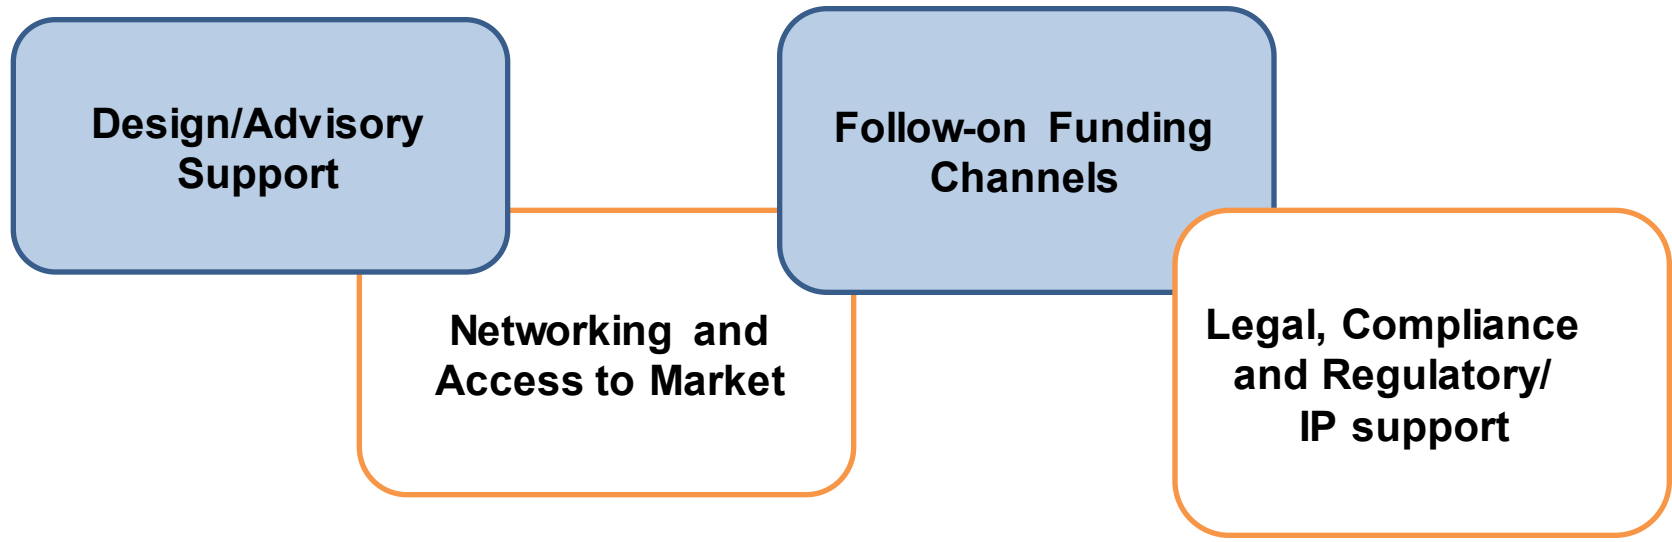 Design/Advisory
Support
Follow-on Funding
Channels
Networking and
Access to Market
Legal, Compliance
and Regulatory/
IP support